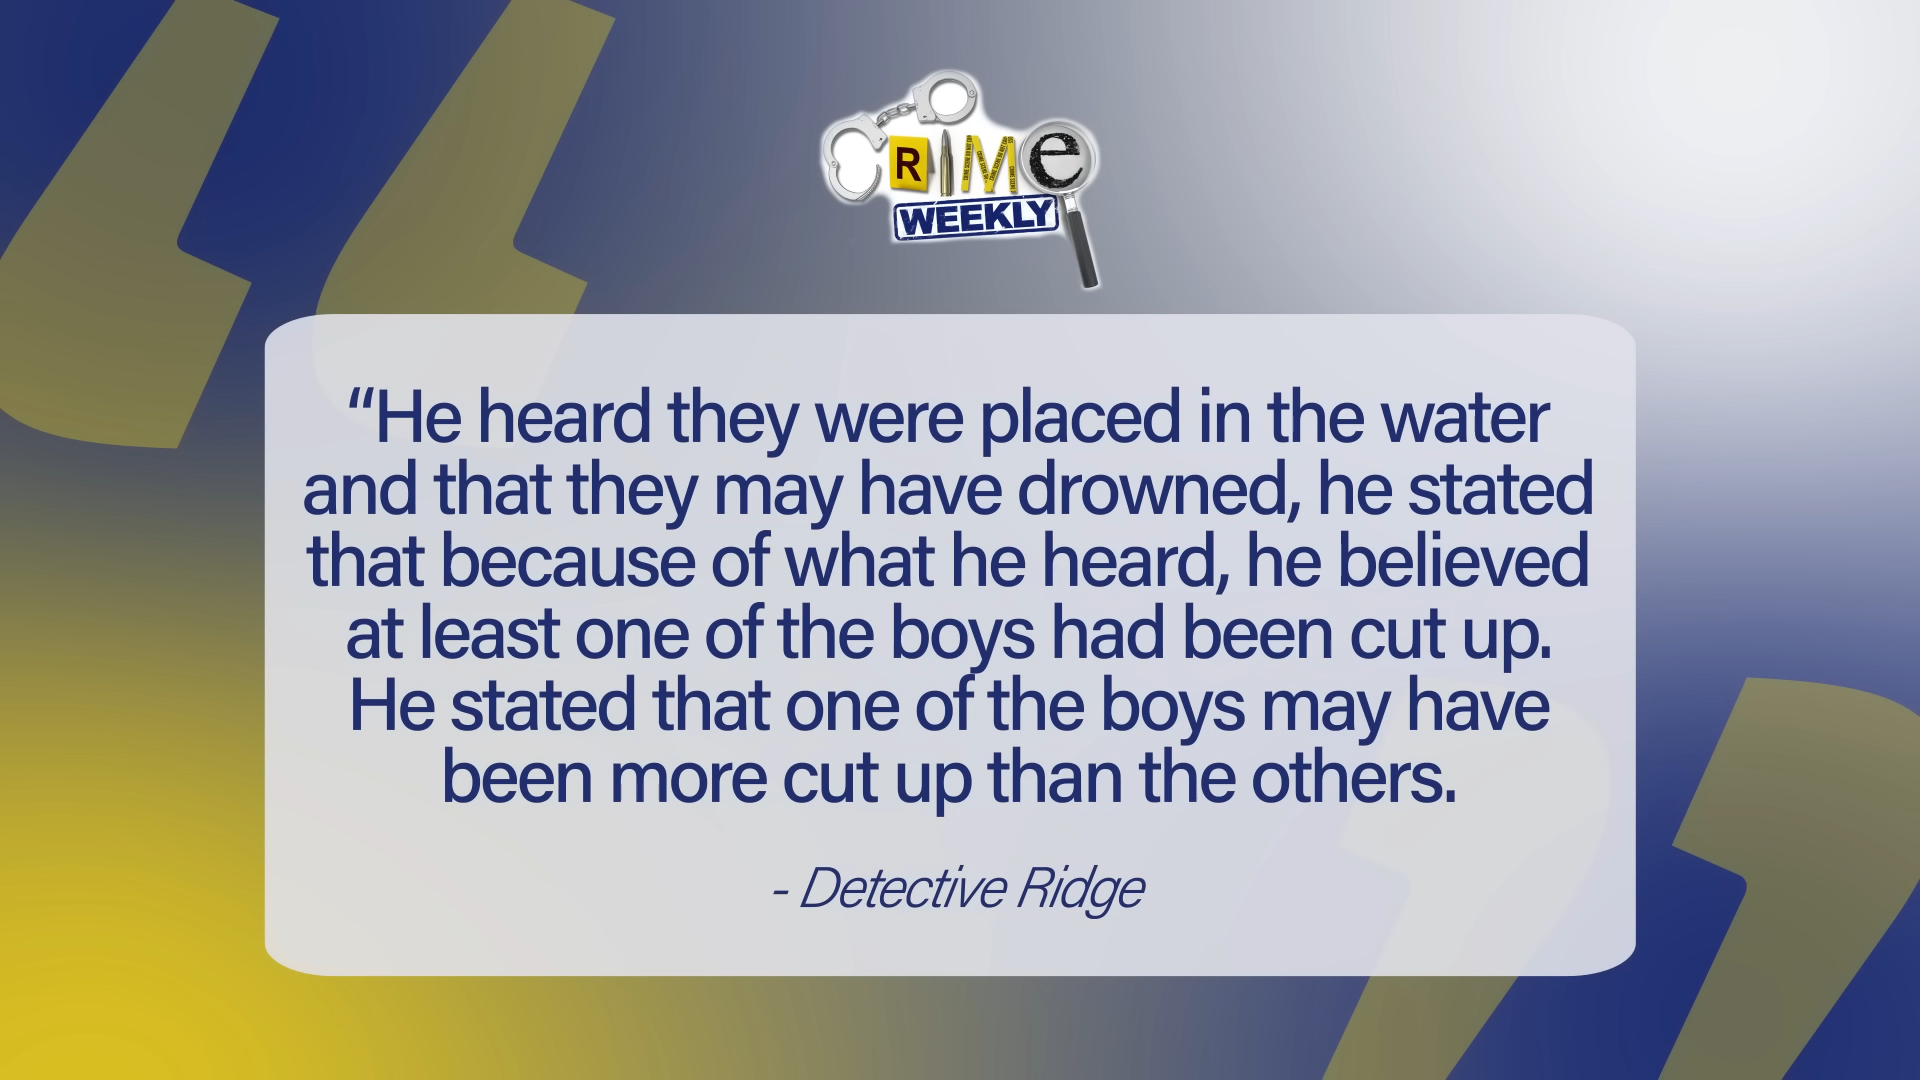 CRIMe
WEEKLY
“He heard they were placed in the water
and that they may have drowned, he stated
that because of what he heard, he believed
at least one of the boys had been cut up.
He stated that one of the boys may have
been more cut up than the others.
- Detective Ridge